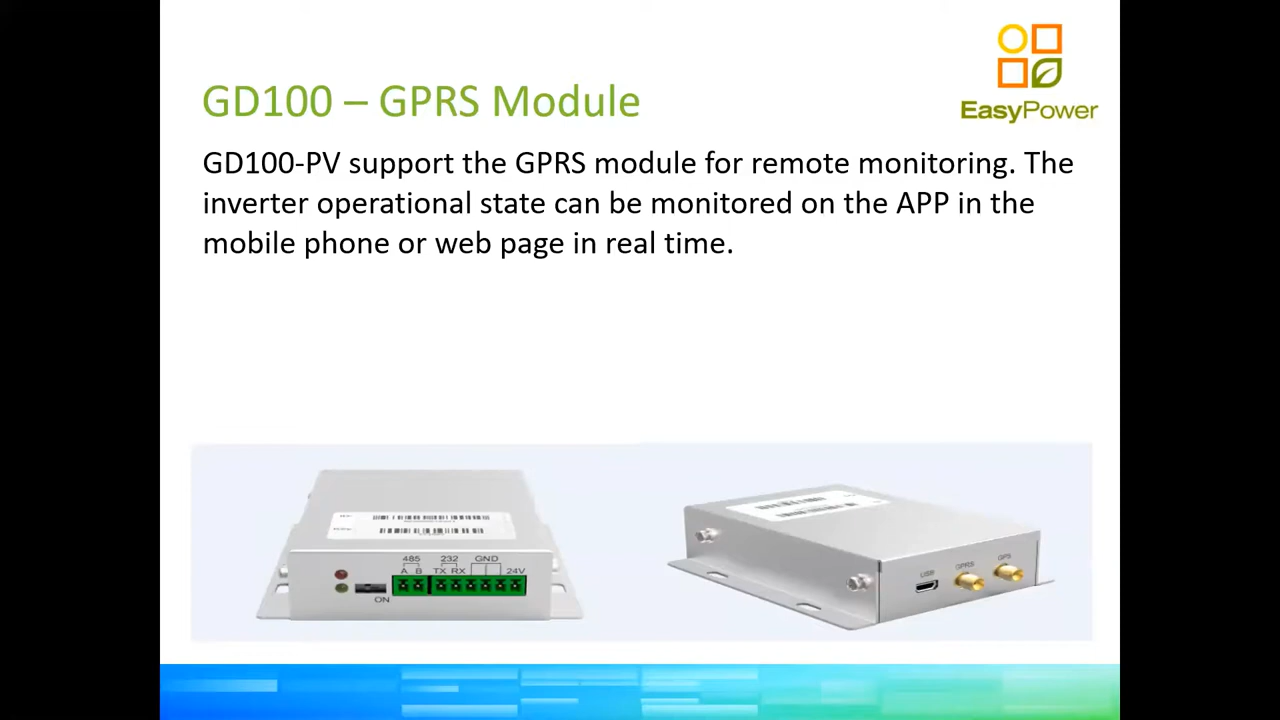 GD100 – GPRS Module
EasyPower
GD100-PV support the GPRS module for remote monitoring. The
inverter operational state can be monitored on the APP in the
mobile phone or web page in real time.
485 232 GND
A B TX RX 24V
ON
USB GPRS GPS